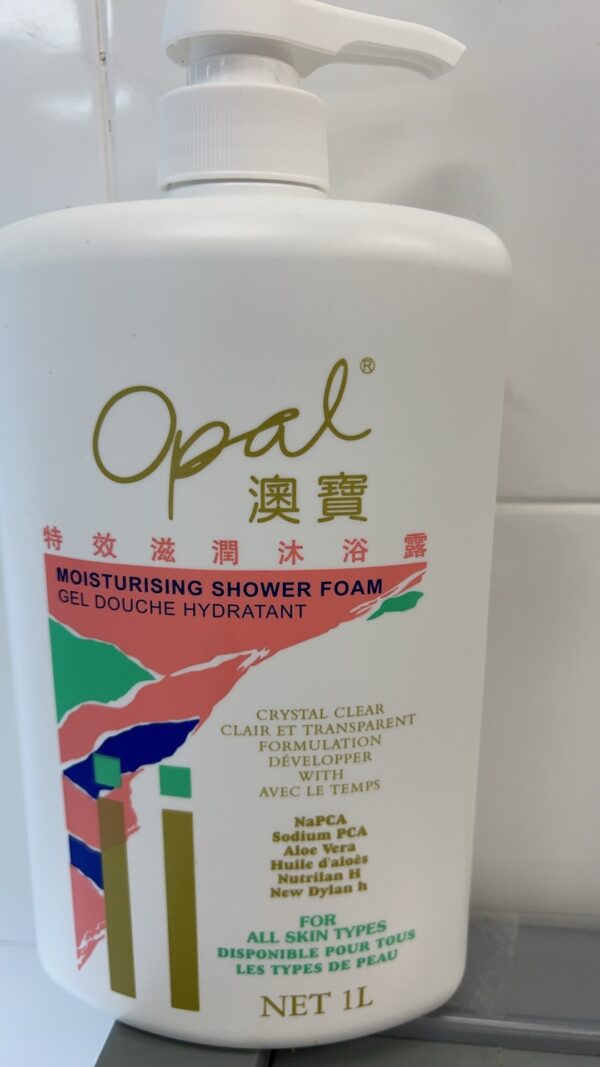 Opal®
澳寶
特效滋潤沐浴露
MOISTURISING SHOWER FOAM
GEL DOUCHE HYDRATANT
CRYSTAL CLEAR
CLAIR ET TRANSPARENT
FORMULATION
DÉVELOPPER
WITH
AVEC LE TEMPS
NaPCA
Sodium PCA
Aloe Vera
Huile d'aloès
Nutrilan H
New Dylan h
FOR
ALL SKIN TYPES
DISPONIBLE POUR TOUS
LES TYPES DE PEAU
NET 1L